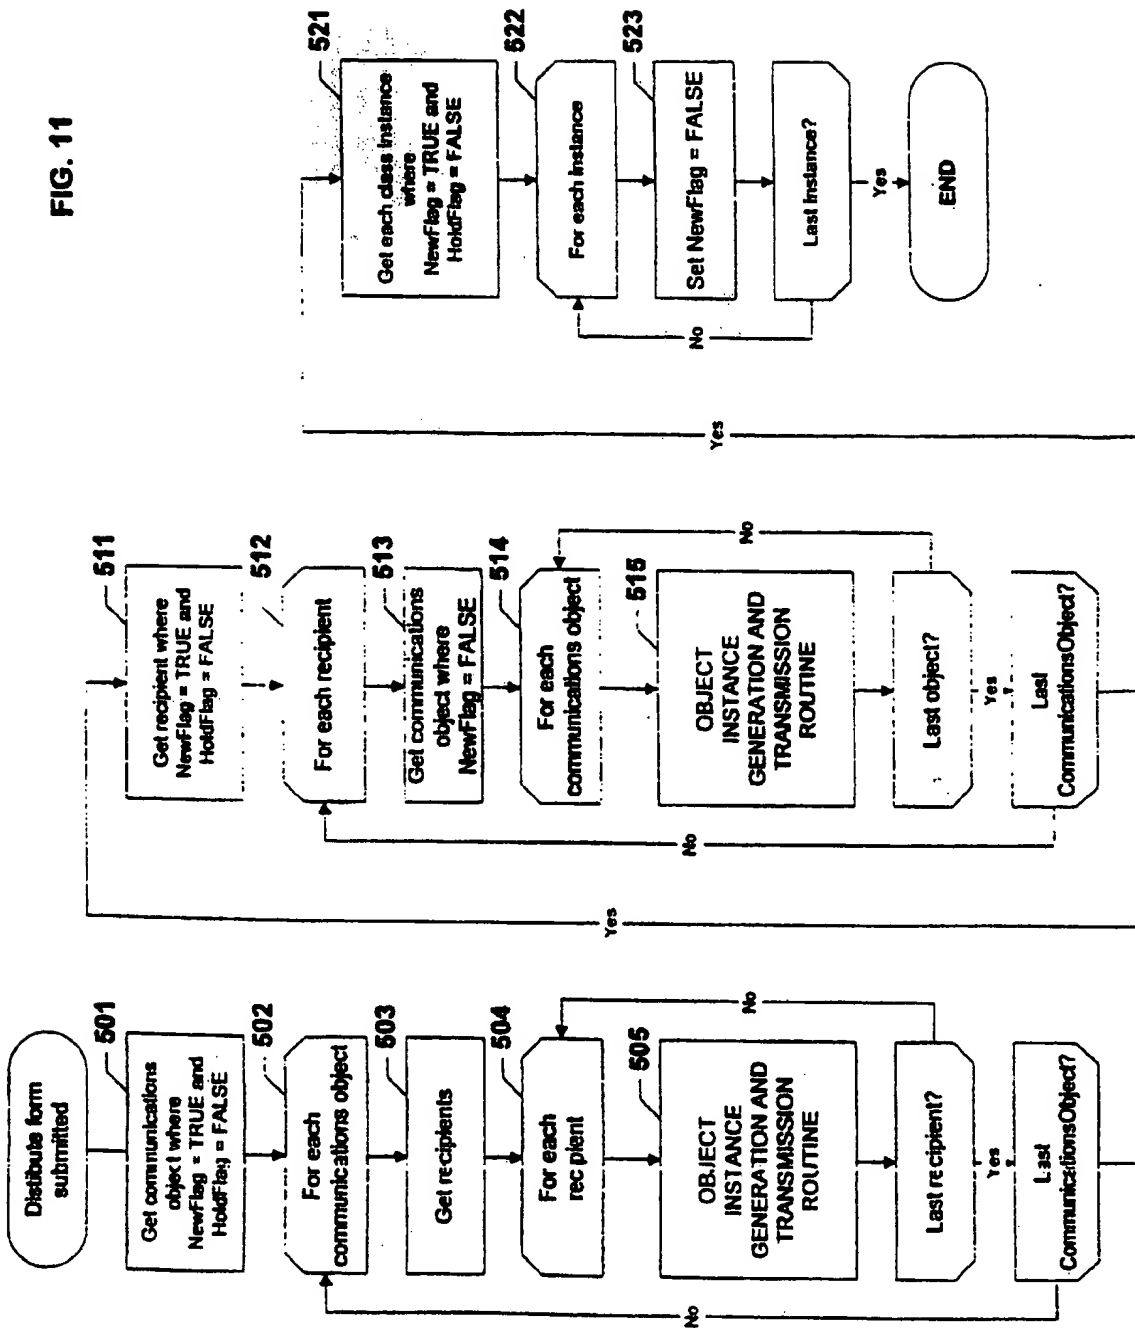 FIG. 11
Distibute form
submitted
501
Get communications
object where
NewFlag = TRUE and
HoldFlag = FALSE
502
For each
communications object
503
Get recipients
504
For each
recipient
505
OBJECT
INSTANCE
GENERATION AND
TRANSMISSION
ROUTINE
No
Last recipient?
Yes
Last
CommunicationsObject?
No
Yes
511
Get recipient where
NewFlag = TRUE and
HoldFlag = FALSE
512
For each recipient
513
Get communications
object where
NewFlag = FALSE
514
For each
communications object
515
OBJECT
INSTANCE
GENERATION AND
TRANSMISSION
ROUTINE
No
Last object?
Yes
Last
CommunicationsObject?
No
Yes
521
Get each class instance
where
NewFlag = TRUE and
HoldFlag = FALSE
522
For each instance
523
Set NewFlag = FALSE
Last instance?
No
Yes
END